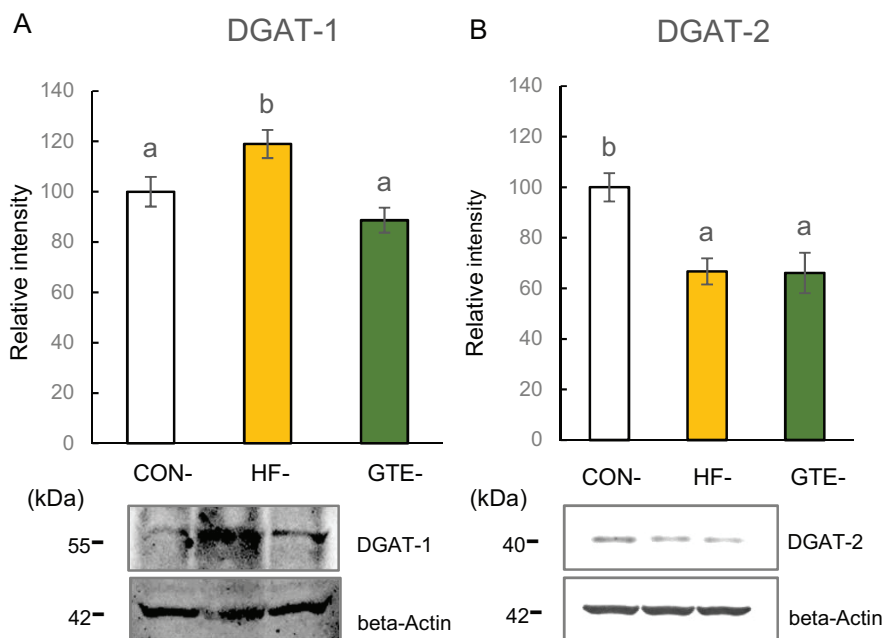 A
DGAT-1
Relative intensity
140
120
100
80
60
40
20
0
a
b
a
CON-
HF-
GTE-
(kDa)
55
DGAT-1
42
beta-Actin
B
DGAT-2
Relative intensity
140
120
100
80
60
40
20
0
b
a
a
CON-
HF-
GTE-
(kDa)
40
DGAT-2
42
beta-Actin